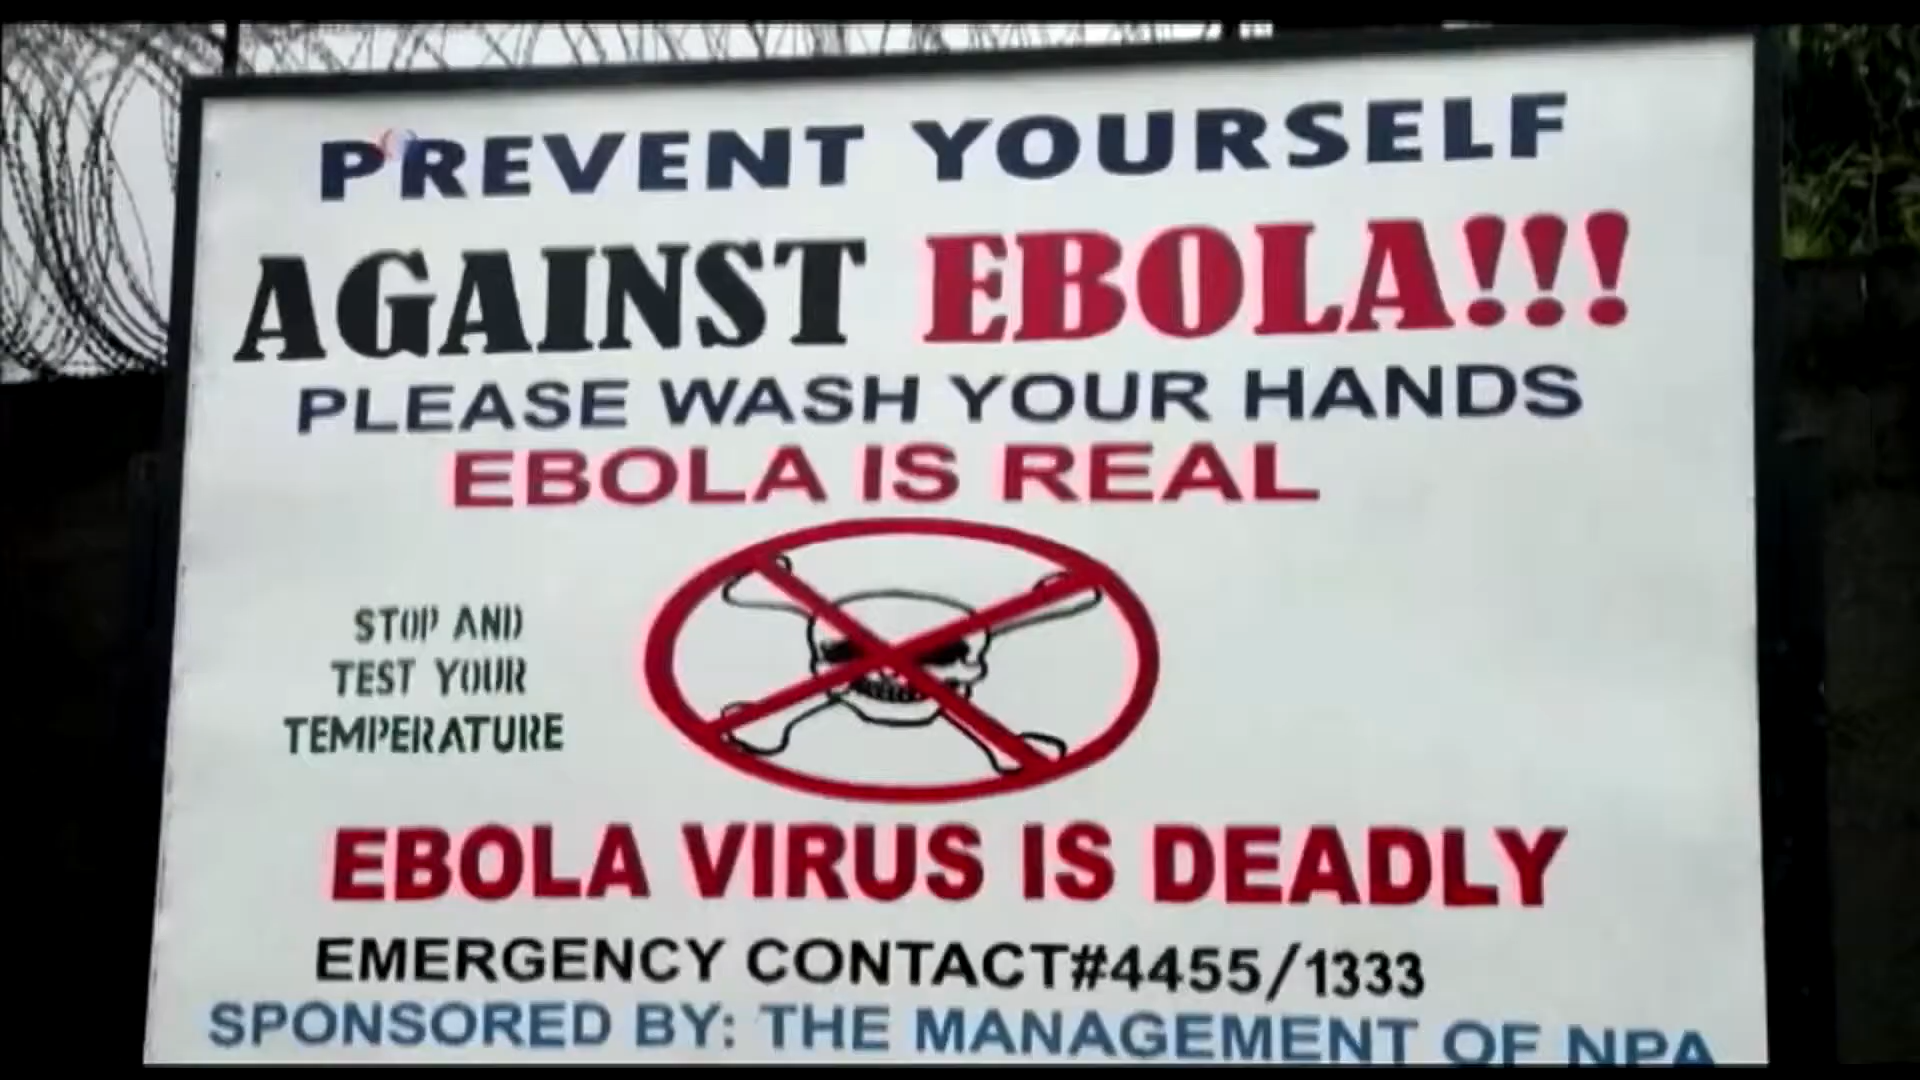 PREVENT YOURSELF
AGAINST EBOLA!!!
PLEASE WASH YOUR HANDS
EBOLA IS REAL
STOP AND
TEST YOUR
TEMPERATURE
EBOLA VIRUS IS DEADLY
EMERGENCY CONTACT#4455/1333
SPONSORED BY: THE MANAGEMENT OF NPA